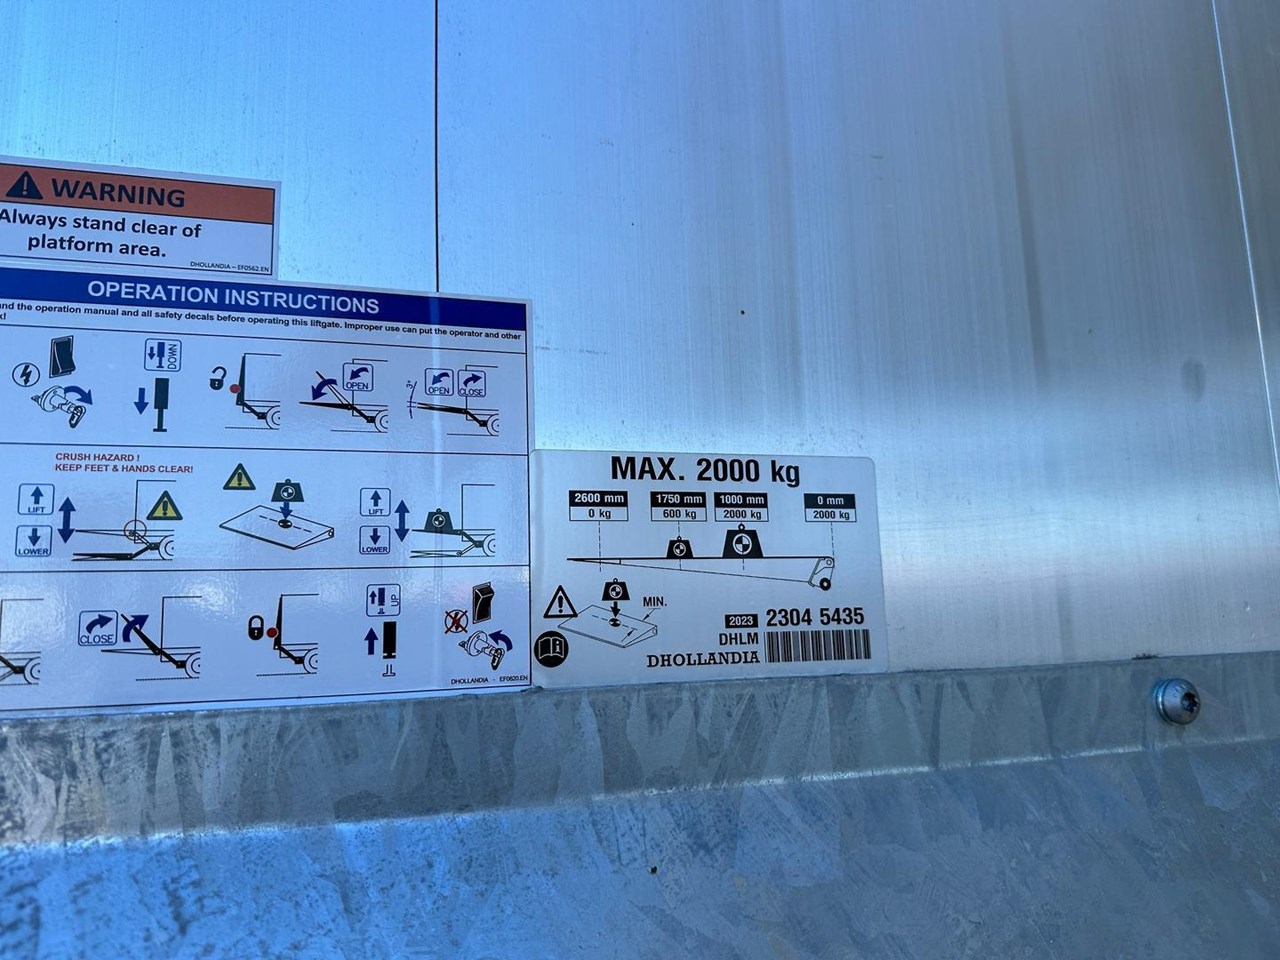 WARNING
Always stand clear of
platform area.
DHOLLANDIA – EF0562.EN
OPERATION INSTRUCTIONS
and the operation manual and all safety decals before operating this liftgate. Improper use can put the operator and other
DOWN
OPEN
3°
OPEN
CLOSE
CRUSH HAZARD !
KEEP FEET & HANDS CLEAR!
LIFT
LOWER
LIFT
LOWER
CLOSE
UP
DHOLLANDIA - EF0620.EN
MAX. 2000 kg
2600 mm 1750 mm 1000 mm 0 mm
0 kg 600 kg 2000 kg 2000 kg
MIN.
2023 2304 5435
DHLM
DHOLLANDIA